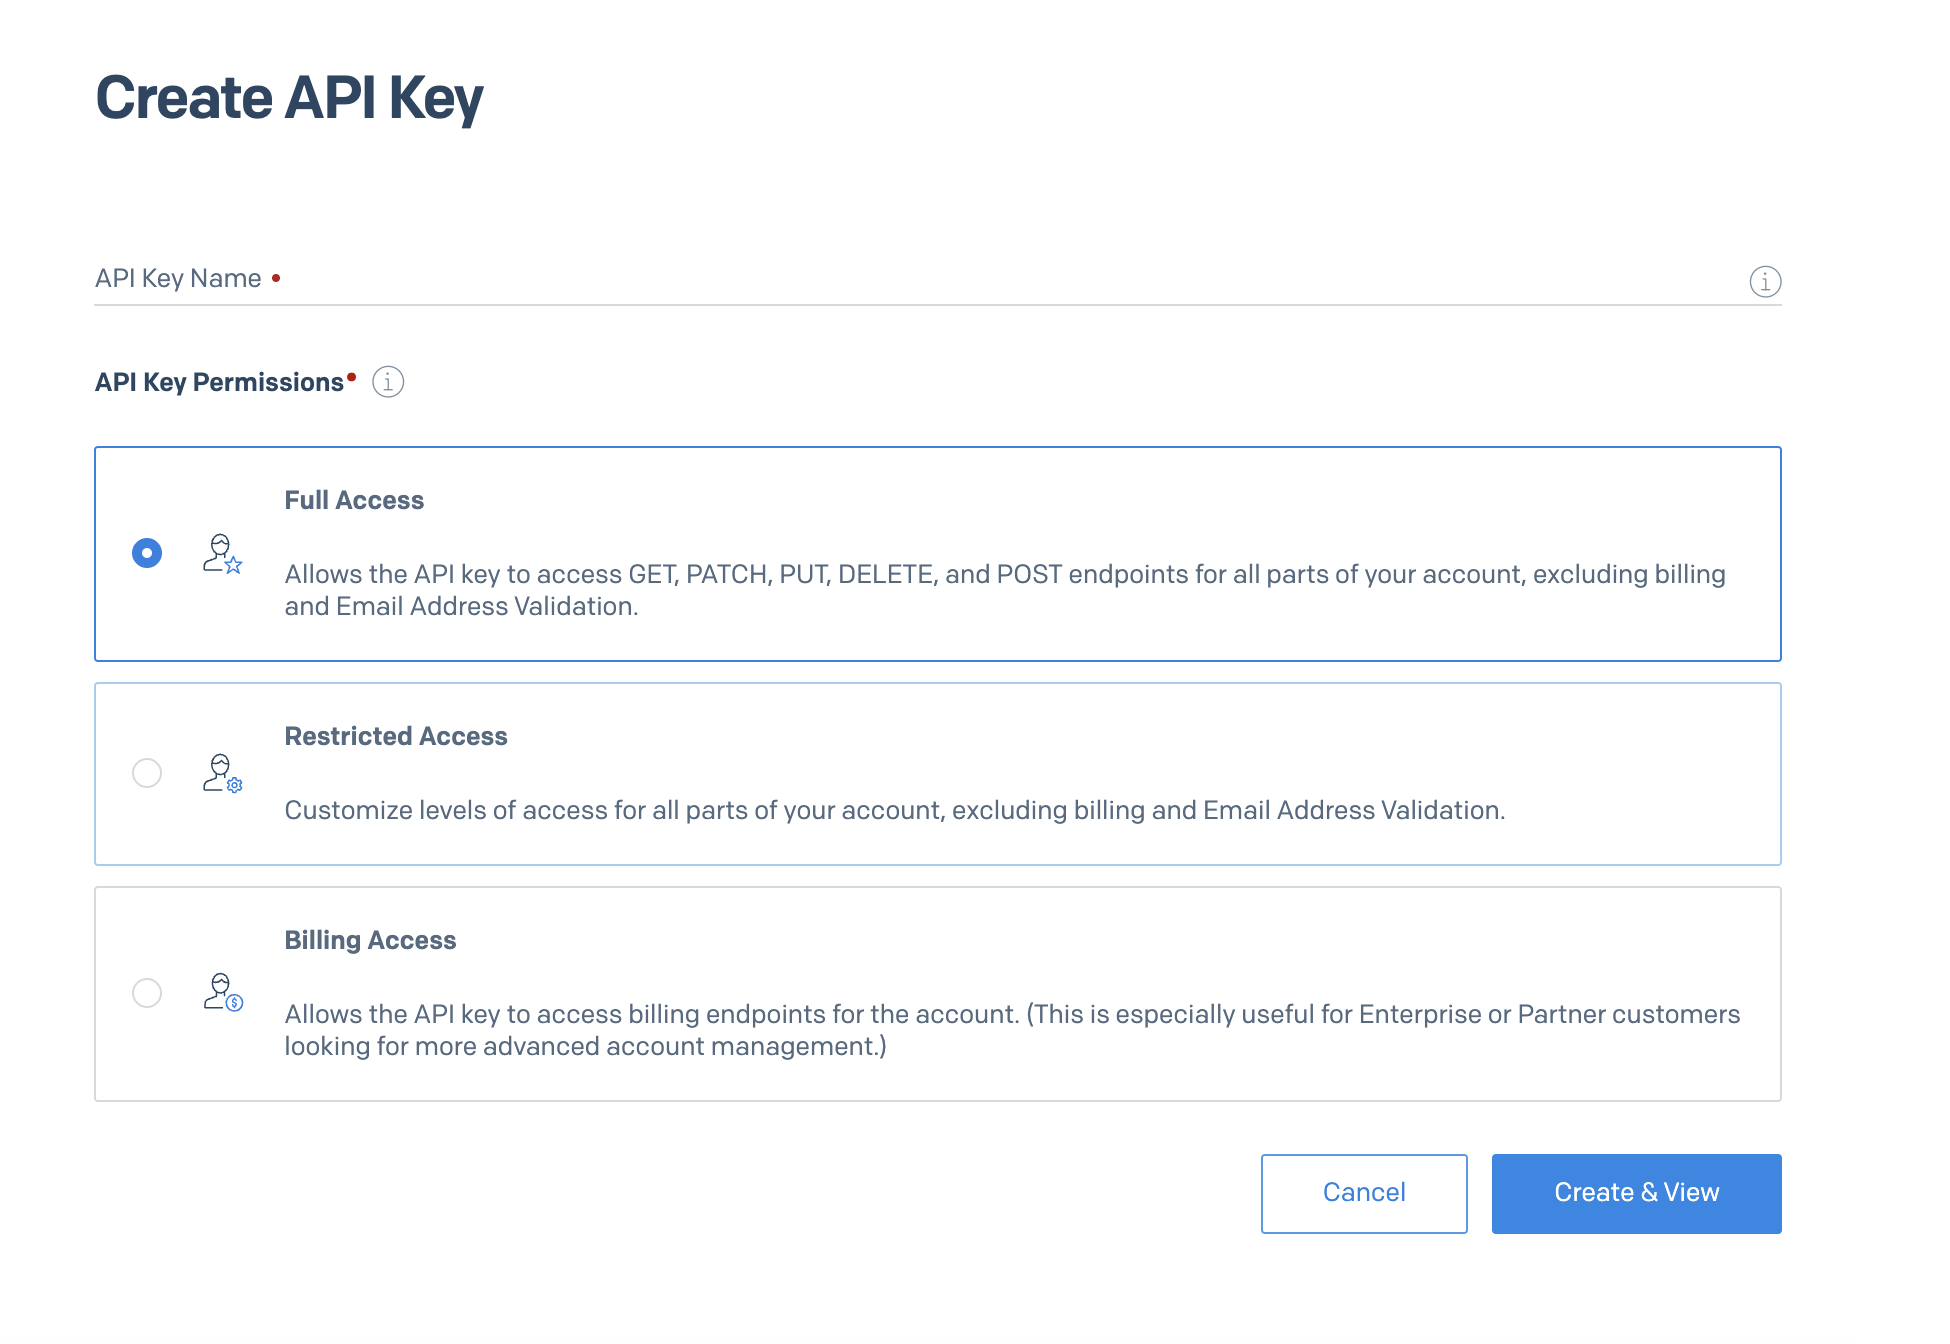 Create API Key
API Key Name
API Key Permissions
Full Access
Allows the API key to access GET, PATCH, PUT, DELETE, and POST endpoints for all parts of your account, excluding billing
and Email Address Validation.
Restricted Access
Customize levels of access for all parts of your account, excluding billing and Email Address Validation.
Billing Access
Allows the API key to access billing endpoints for the account. (This is especially useful for Enterprise or Partner customers
looking for more advanced account management.)
Cancel
Create & View